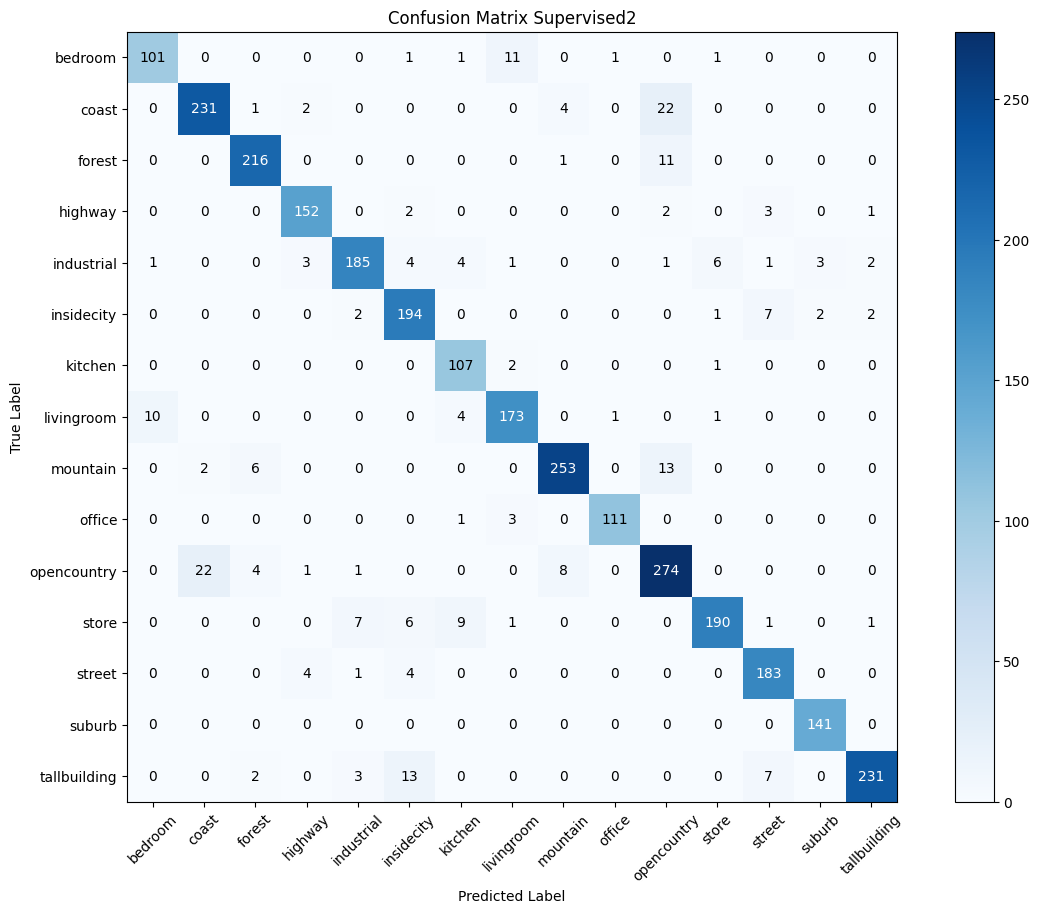 Confusion Matrix Supervised2
bedroom 101 0 0 0 0 1 1 11 0 1 0 1 0 0 0
coast 0 231 1 2 0 0 0 0 4 0 22 0 0 0 0
forest 0 0 216 0 0 0 0 0 1 0 11 0 0 0 0
highway 0 0 0 152 0 2 0 0 0 0 2 0 3 0 1
industrial 1 0 0 3 185 4 4 1 0 0 1 6 1 3 2
insidecity 0 0 0 0 2 194 0 0 0 0 0 1 7 2 2
kitchen 0 0 0 0 0 0 107 2 0 0 0 1 0 0 0
livingroom 10 0 0 0 0 0 4 173 0 1 0 1 0 0 0
mountain 0 2 6 0 0 0 0 0 253 0 13 0 0 0 0
office 0 0 0 0 0 0 1 3 0 111 0 0 0 0 0
opencountry 0 22 4 1 1 0 0 0 8 0 274 0 0 0 0
store 0 0 0 0 7 6 9 1 0 0 0 190 1 0 1
street 0 0 0 4 1 4 0 0 0 0 0 0 183 0 0
suburb 0 0 0 0 0 0 0 0 0 0 0 0 0 141 0
tallbuilding 0 0 2 0 3 13 0 0 0 0 0 0 7 0 231
bedroom coast forest highway industrial insidecity kitchen livingroom mountain office opencountry store street suburb tallbuilding
Predicted Label
True Label
250
200
150
100
50
0